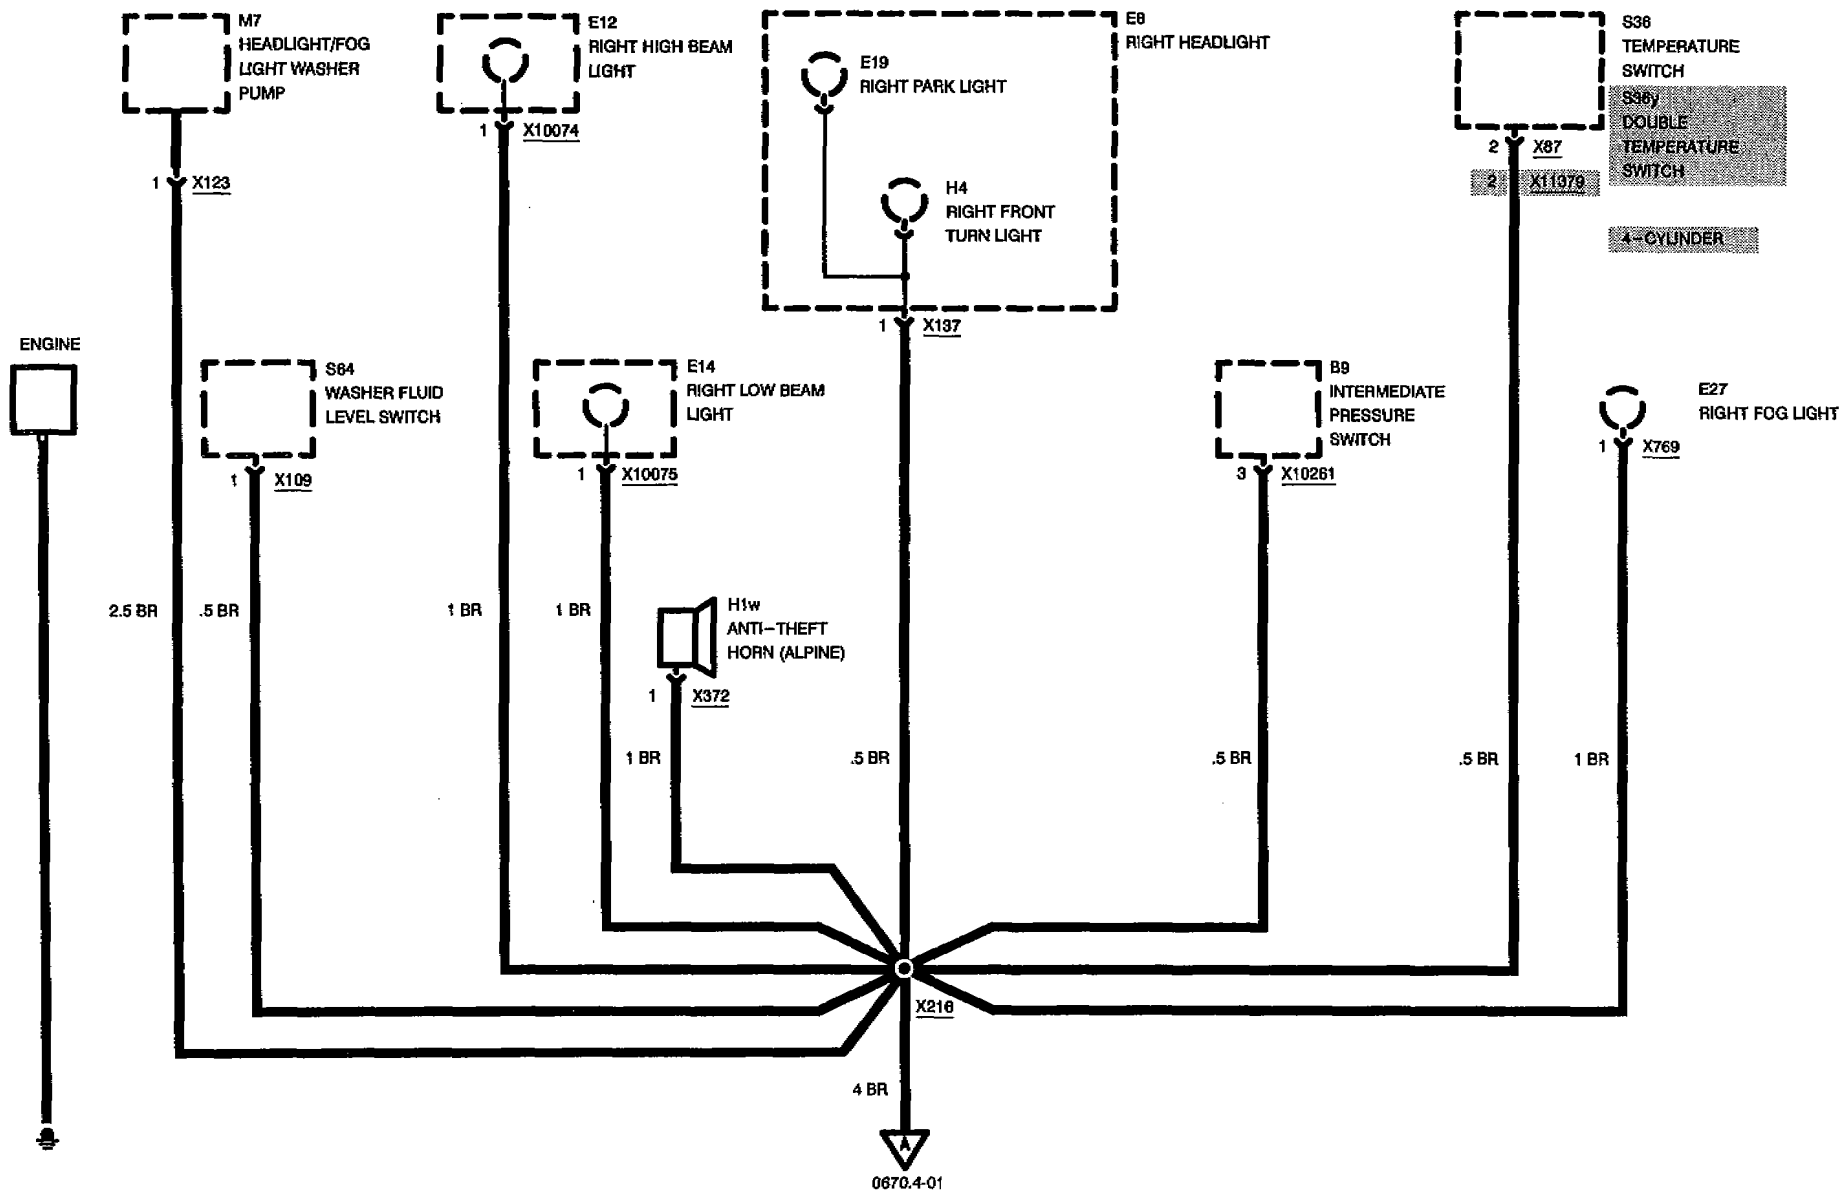 M7
HEADLIGHT/FOG
LIGHT WASHER
PUMP
1 X123
E12
RIGHT HIGH BEAM
LIGHT
1 X10074
E6
RIGHT HEADLIGHT
E19
RIGHT PARK LIGHT
H4
RIGHT FRONT
TURN LIGHT
1 X137
S36
TEMPERATURE
SWITCH
S36y
DOUBLE
TEMPERATURE
SWITCH
2 X87
2 X11379
4-CYLINDER
ENGINE
S64
WASHER FLUID
LEVEL SWITCH
1 X109
E14
RIGHT LOW BEAM
LIGHT
1 X10075
B9
INTERMEDIATE
PRESSURE
SWITCH
3 X10261
E27
RIGHT FOG LIGHT
1 X769
2.5 BR
.5 BR
1 BR
1 BR
H1w
ANTI-THEFT
HORN (ALPINE)
1 X372
1 BR
.5 BR
.5 BR
.5 BR
1 BR
X216
4 BR
A
0670.4-01